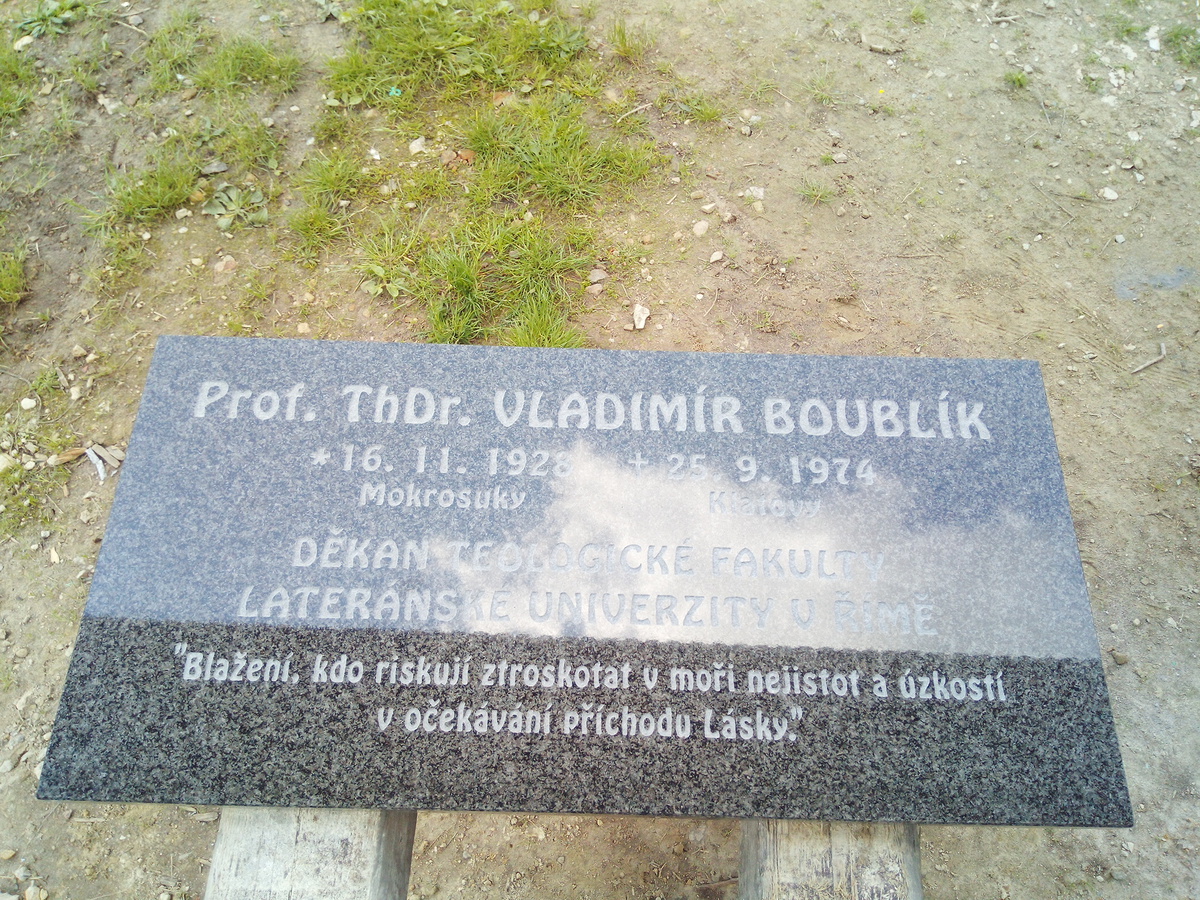 Prof. ThDr. VLADIMÍR BOUBLÍK
*16. 11. 1928 + 25. 9. 1974
Mokrosuky Klatovy
DĚKAN TEOLOGICKÉ FAKULTY
LATERÁNSKÉ UNIVERZITY V ŘÍMĚ
"Blažení, kdo riskují ztroskotat v moři nejistot a úzkostí
v očekávání příchodu Lásky."